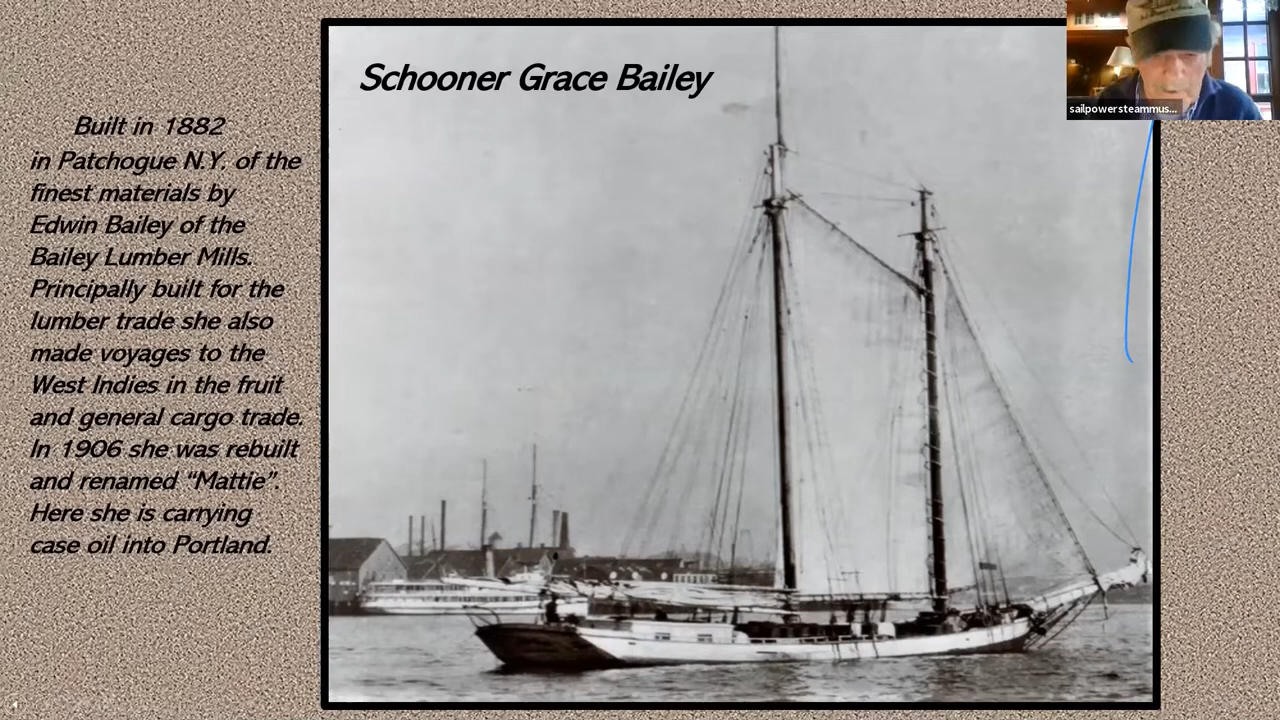 Schooner Grace Bailey
sailpowersteammus...
Built in 1882
in Patchogue N.Y. of the
finest materials by
Edwin Bailey of the
Bailey Lumber Mills.
Principally built for the
lumber trade she also
made voyages to the
West Indies in the fruit
and general cargo trade.
In 1906 she was rebuilt
and renamed “Mattie”.
Here she is carrying
case oil into Portland.